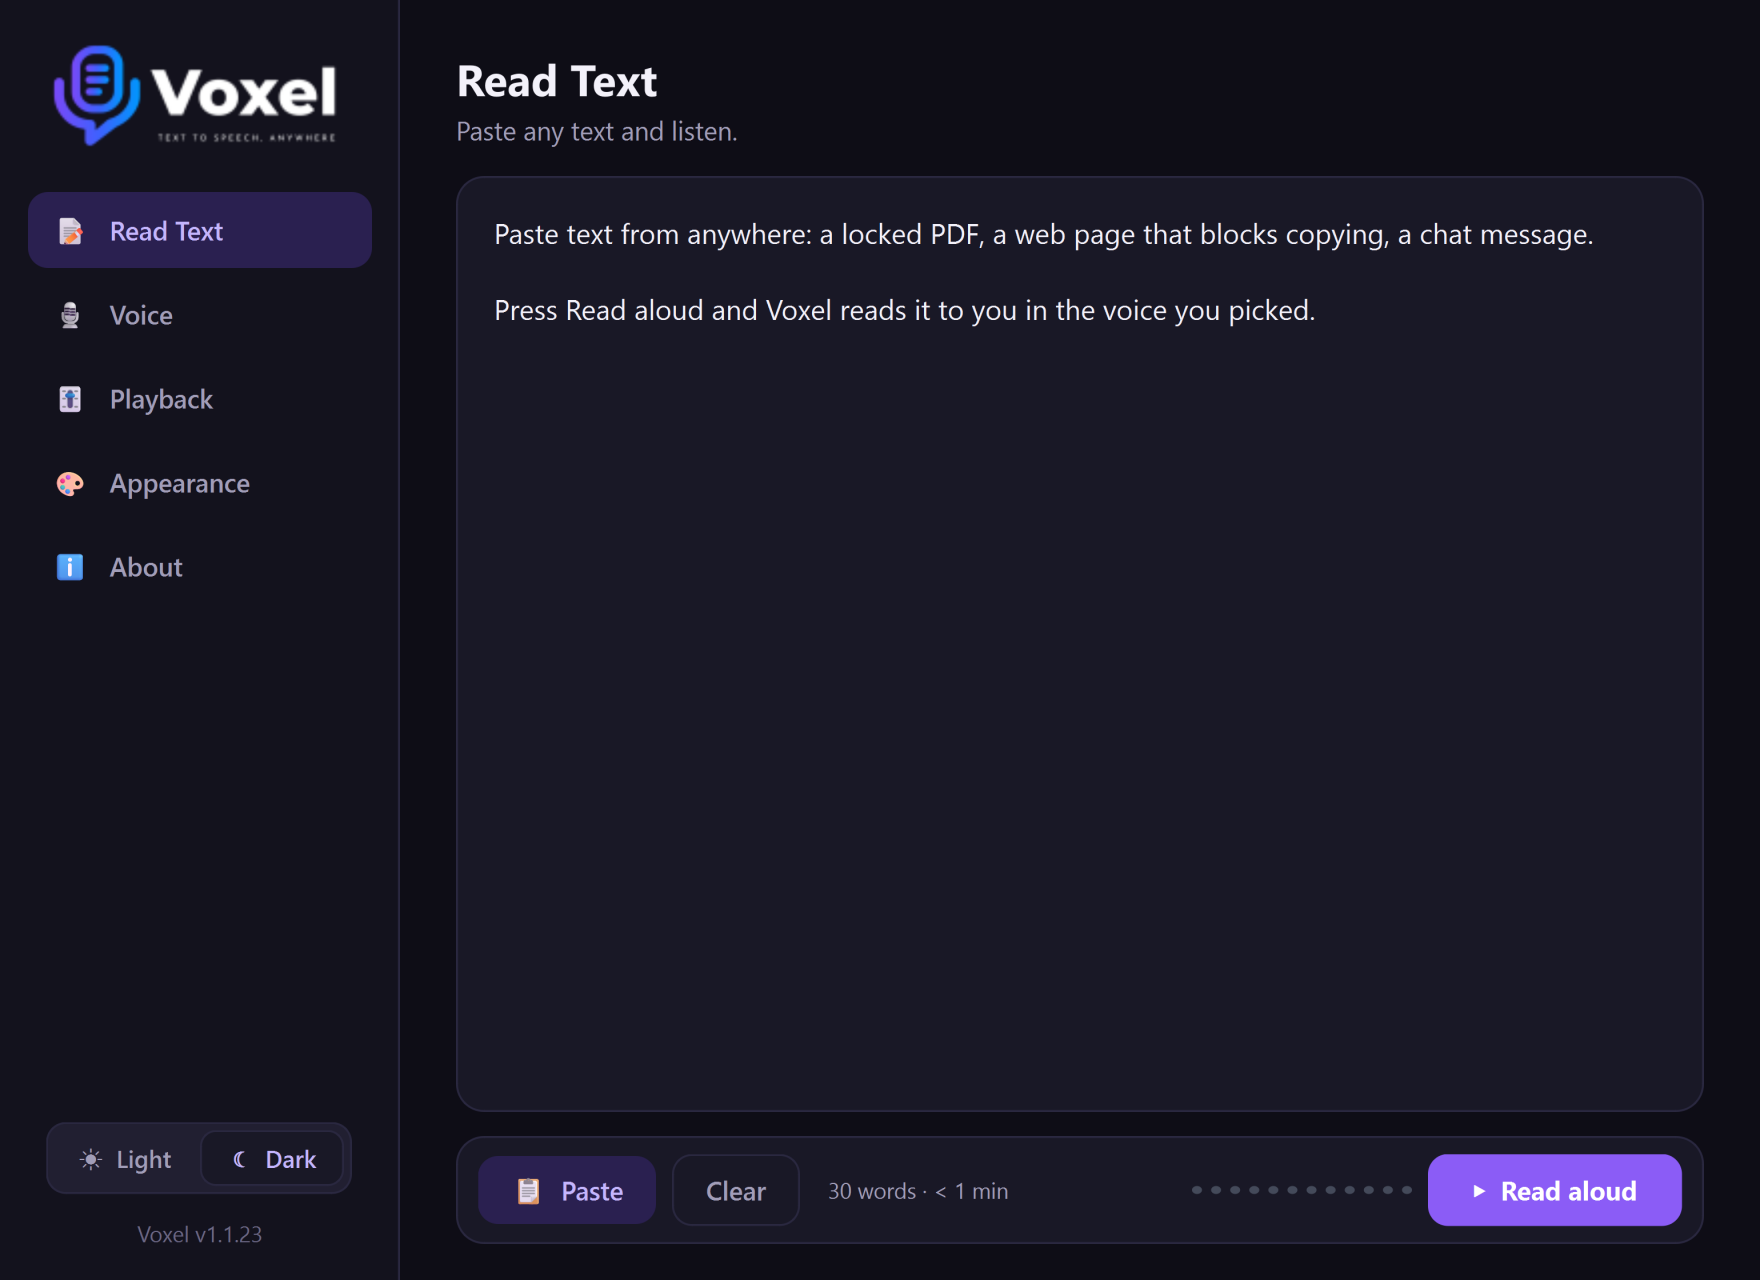 Voxel
TEXT TO SPEECH, ANYWHERE
Read Text
Voice
Playback
Appearance
About
Light
Dark
Voxel v1.1.23
Read Text
Paste any text and listen.
Paste text from anywhere: a locked PDF, a web page that blocks copying, a chat message.
Press Read aloud and Voxel reads it to you in the voice you picked.
Paste
Clear
30 words · < 1 min
Read aloud